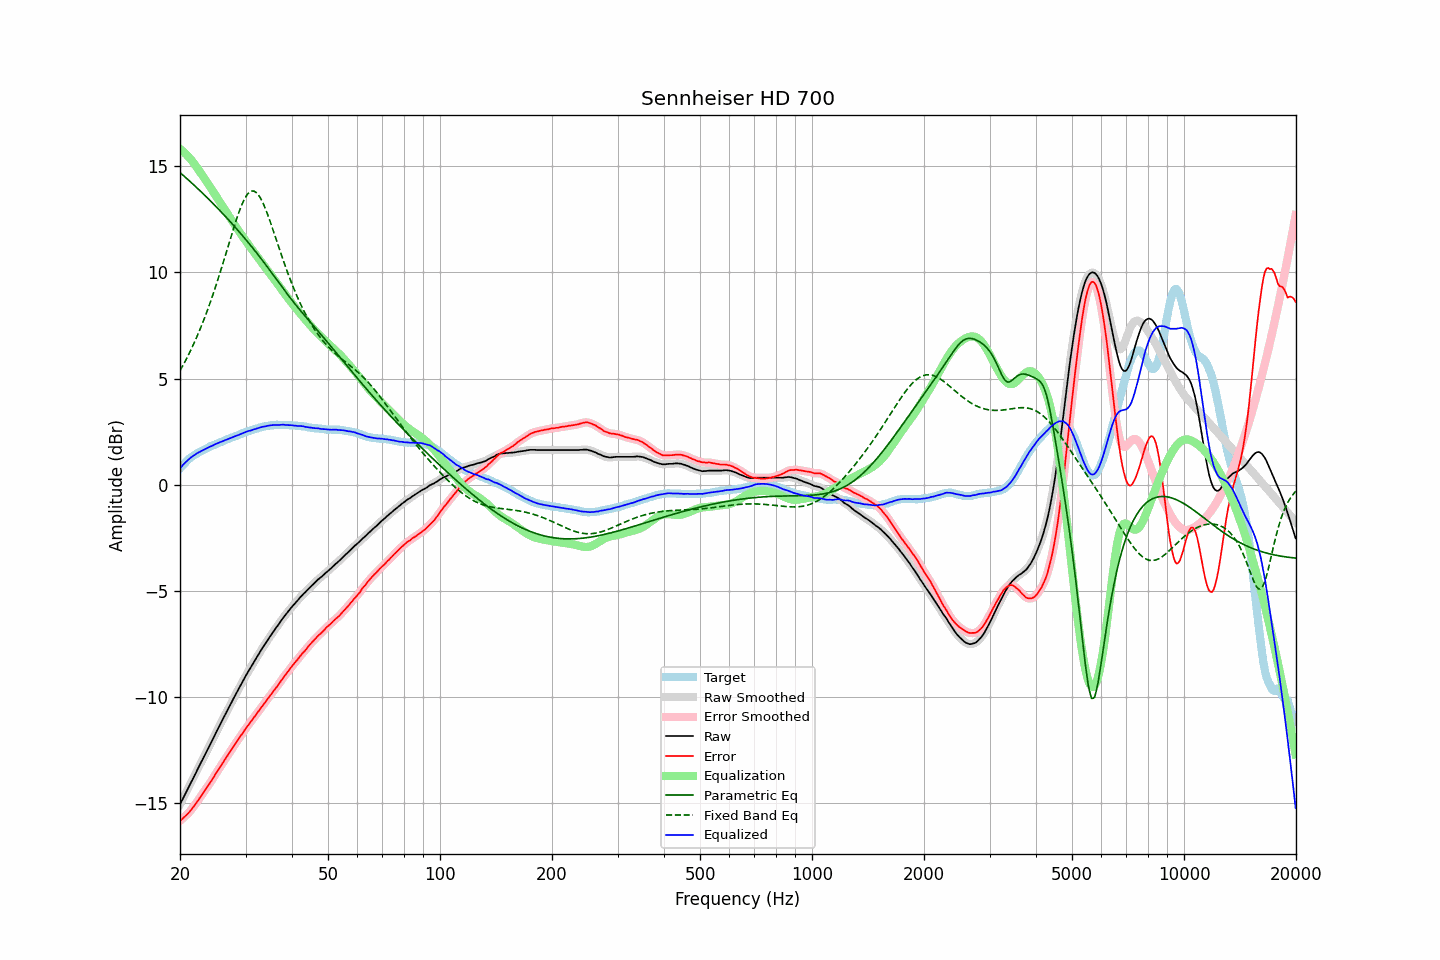 Sennheiser HD 700
15
10
5
0
−5
−10
−15
Amplitude (dBr)
Target
Raw Smoothed
Error Smoothed
Raw
Error
Equalization
Parametric Eq
Fixed Band Eq
Equalized
20 50 100 200 500 1000 2000 5000 10000 20000
Frequency (Hz)